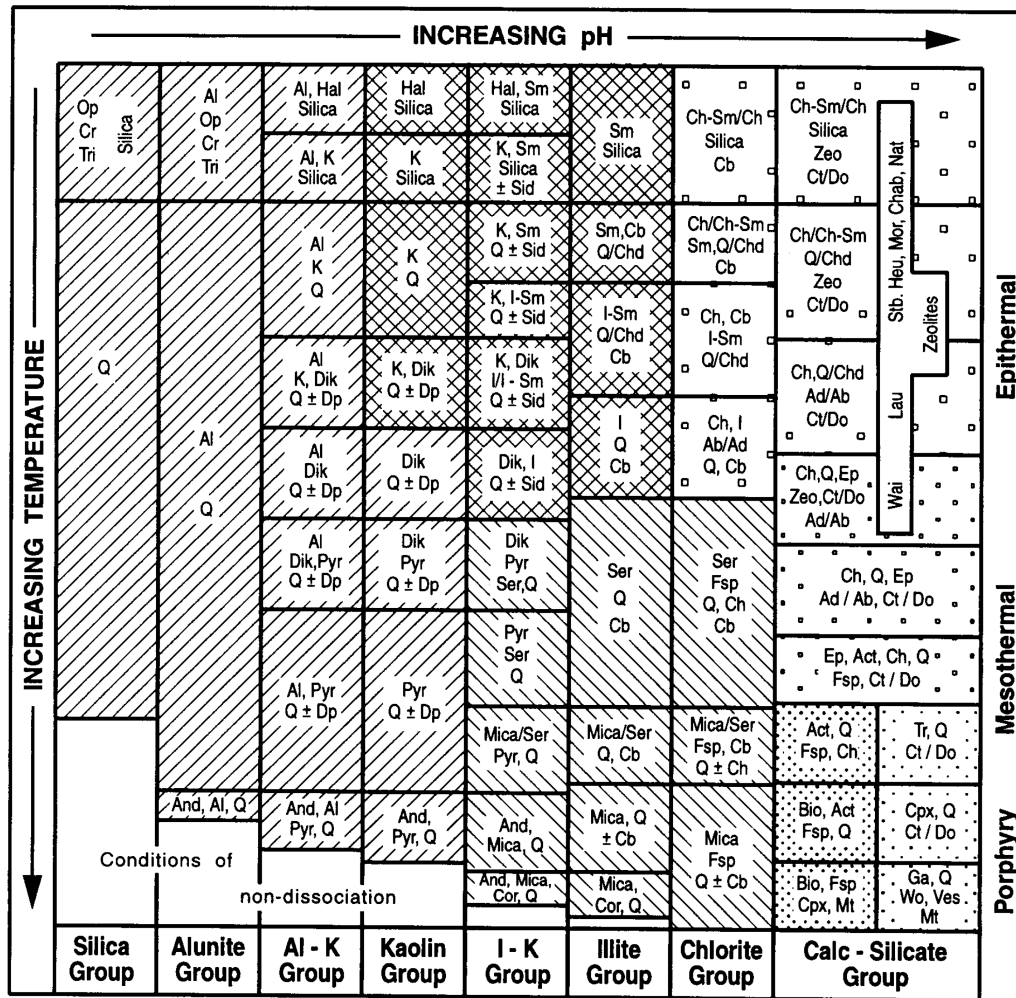 INCREASING pH
INCREASING TEMPERATURE
Op
Cr
Tri
Silica
Q
Al
Op
Cr
Tri
Al
Q
And, Al, Q
Al, Hal
Silica
Al, K
Silica
Al
K
Q
Al
K, Dik
Q ± Dp
Al
Dik
Q ± Dp
Al
Dik,Pyr
Q ± Dp
Al, Pyr
Q ± Dp
And, Al
Pyr, Q
Hal
Silica
K
Silica
K
Q
K, Dik
Q ± Dp
Dik
Q ± Dp
Dik
Pyr
Q ± Dp
Pyr
Q ± Dp
And,
Pyr, Q
Hal, Sm
Silica
K, Sm
Silica
± Sid
K, Sm
Q ± Sid
K, I-Sm
Q ± Sid
K, Dik
I/I - Sm
Q ± Sid
Dik, I
Q ± Sid
Dik
Pyr
Ser,Q
Pyr
Ser
Q
Mica/Ser
Pyr, Q
And,
Mica, Q
And, Mica,
Cor, Q
Sm
Silica
Sm,Cb
Q/Chd
I-Sm
Q/Chd
Cb
I
Q
Cb
Ser
Q
Cb
Mica/Ser
Q, Cb
Mica, Q
± Cb
Mica,
Cor, Q
Ch-Sm/Ch
Silica
Cb
Ch/Ch-Sm
Sm,Q/Chd
Cb
Ch, Cb
I-Sm
Q/Chd
Ch, I
Ab/Ad
Q, Cb
Ser
Fsp
Q, Ch
Cb
Mica/Ser
Fsp, Cb
Q ± Ch
Mica
Fsp
Q ± Cb
Ch-Sm/Ch
Silica
Zeo
Ct/Do
Ch/Ch-Sm
Q/Chd
Zeo
Ct/Do
Ch,Q/Chd
Ad/Ab
Ct/Do
Ch,Q,Ep
Zeo,Ct/Do
Ad/Ab
Stb. Heu, Mor, Chab, Nat
Zeolites
Lau
Wai
Ch, Q, Ep
Ad / Ab, Ct / Do
Ep, Act, Ch, Q
Fsp, Ct / Do
Act, Q
Fsp, Ch
Tr, Q
Ct / Do
Bio, Act
Fsp, Q
Cpx, Q
Ct / Do
Bio, Fsp
Cpx, Mt
Ga, Q
Wo, Ves
Mt
Conditions of
non-dissociation
Epithermal
Mesothermal
Porphyry
Silica
Group
Alunite
Group
Al - K
Group
Kaolin
Group
I - K
Group
Illite
Group
Chlorite
Group
Calc - Silicate
Group